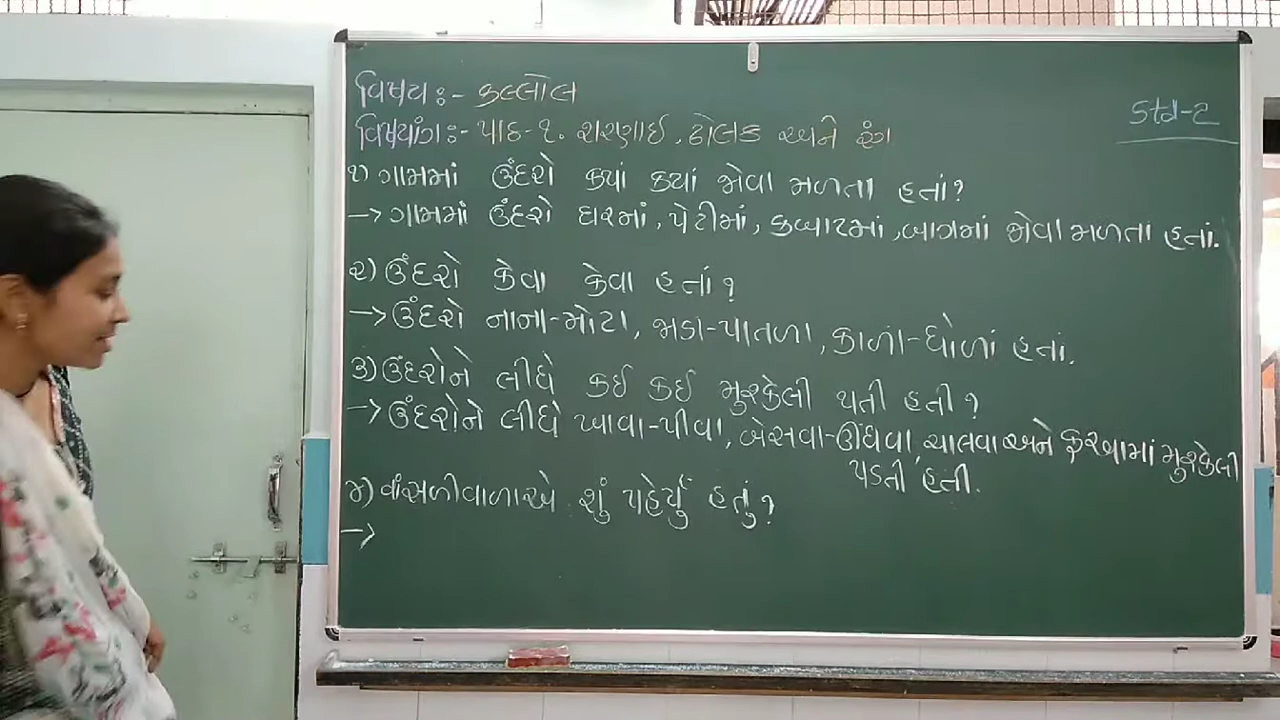 વિષય :- કલ્લોલ
Std-2
વિષયાંગ :- પાઠ-૧. શરણાઈ, ઢોલક અને રંગ
૧) ગામમાં ઉંદરો ક્યાં ક્યાં જોવા મળતા હતાં?
→ ગામમાં ઉંદરો ઘરમાં, પેટીમાં, કબાટમાં, બાગમાં જોવા મળતા હતાં.
૨) ઉંદરો કેવા કેવા હતાં?
→ ઉંદરો નાના-મોટા, જાડા-પાતળા, કાળા-ધોળાં હતાં.
૩) ઉંદરોને લીધે કઈ કઈ મુશ્કેલી થતી હતી?
→ ઉંદરોને લીધે ખાવા-પીવા, બેસવા-ઊંઘવા, ચાલવા અને ફરવામાં મુશ્કેલી
પડતી હતી.
૪) વાંસળીવાળાએ શું પહેર્યું હતું?
→